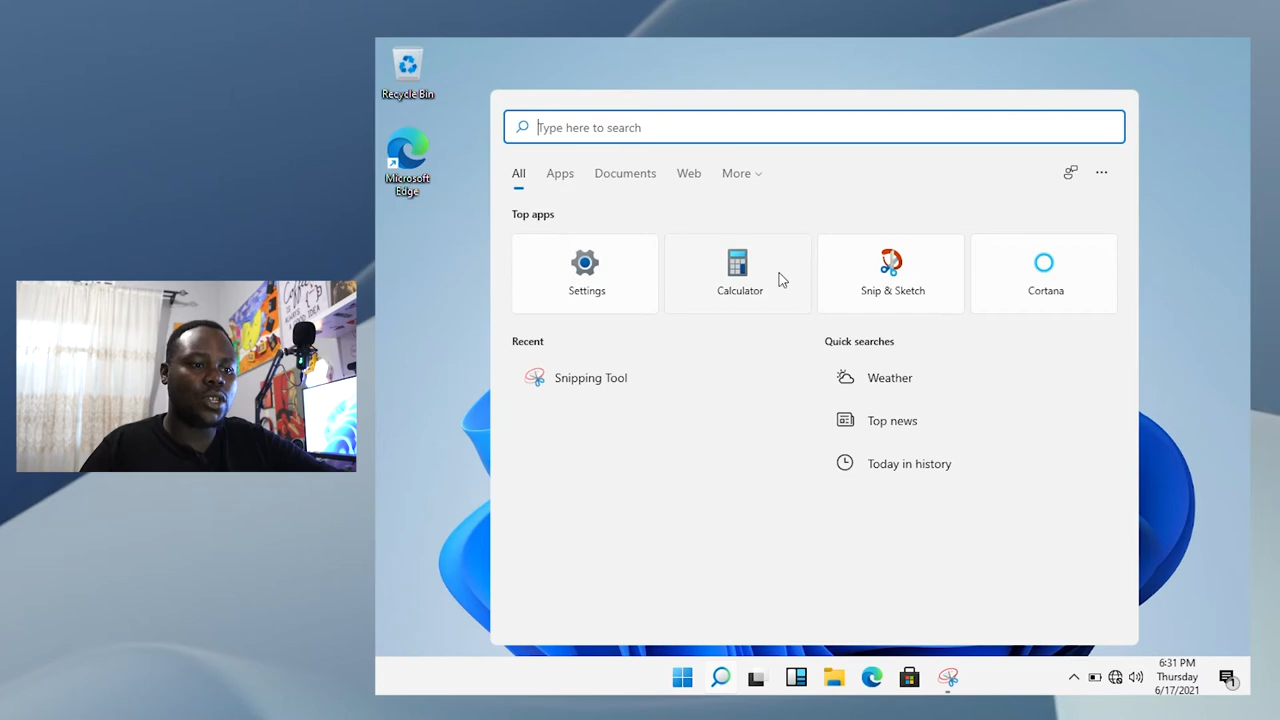 Recycle Bin
Microsoft
Edge
Type here to search
All Apps Documents Web More
Top apps
Settings Calculator Snip & Sketch Cortana
Recent Quick searches
Snipping Tool Weather
Top news
Today in history
6:31 PM
Thursday
6/17/2021
1